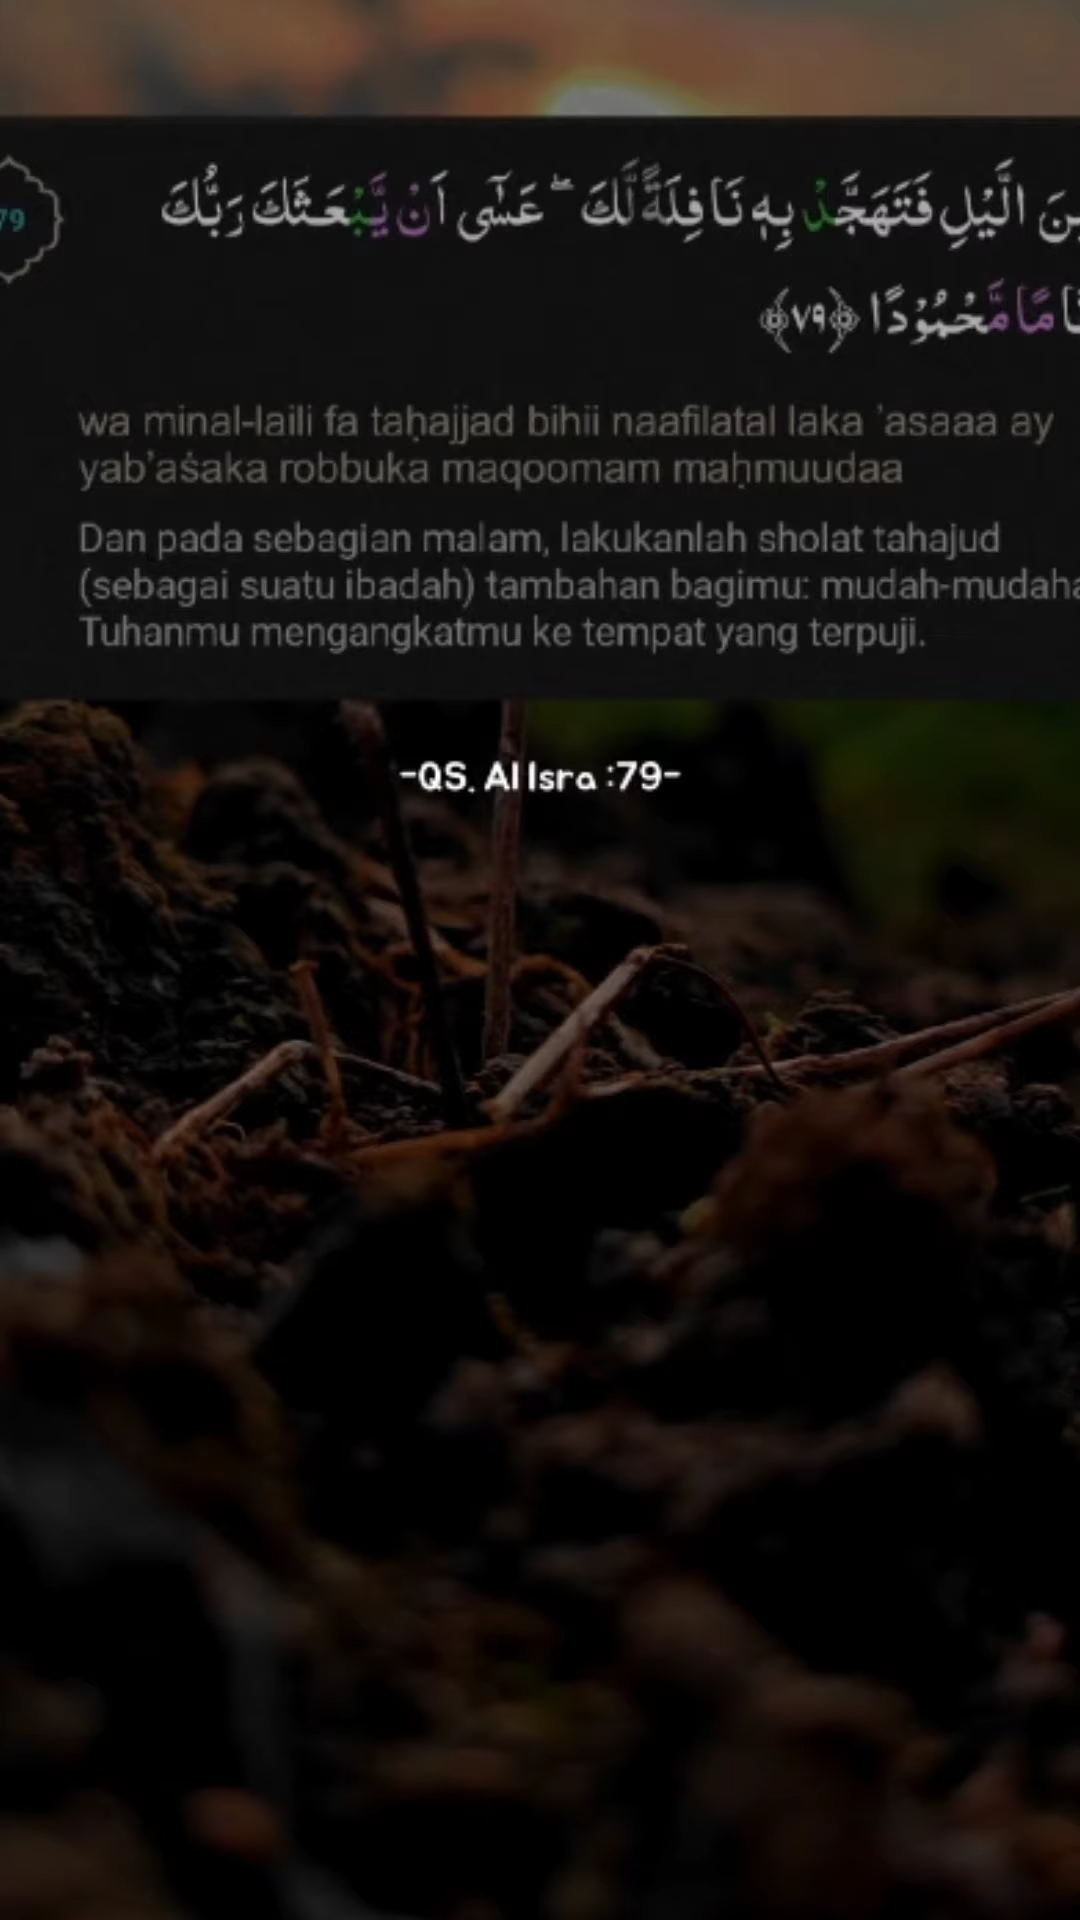 79
الَّيْلِ فَتَهَجَّدْ بِهٖ نَافِلَةً لَّكَ ۖ عَسٰٓى اَنْ يَّبْعَثَكَ رَبُّكَ
مَّحْمُوْدًا ﴿٧٩﴾
wa minal-laili fa taḥajjad bihii naafilatal laka 'asaaa ay
yab'aṡaka robbuka maqoomam maḥmuudaa
Dan pada sebagian malam, lakukanlah sholat tahajud
(sebagai suatu ibadah) tambahan bagimu: mudah-mudaha
Tuhanmu mengangkatmu ke tempat yang terpuji.
-QS. Al Isra :79-